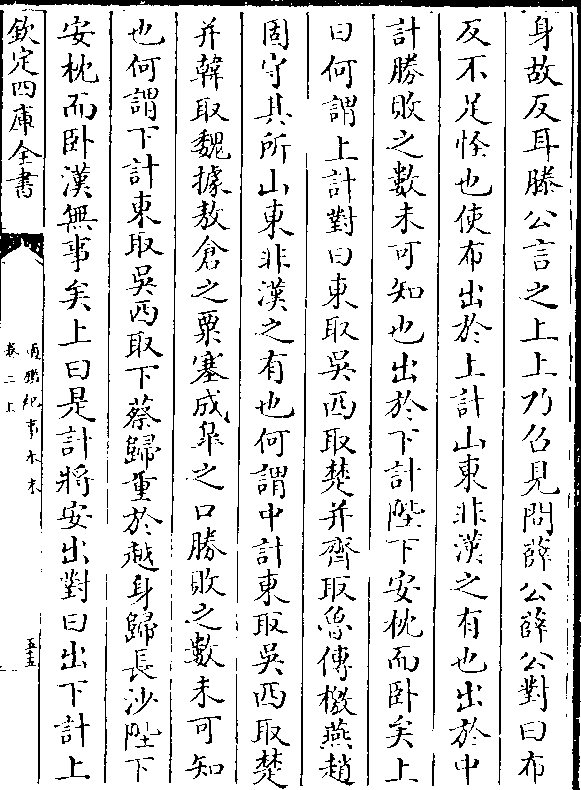 身故反耳滕公言之上上乃召見問薛公薛公對曰布
反不足怪也使布出於上計山東非漢之有也出於中
計勝敗之數未可知也出於下計陛下安枕而卧矣上
曰何謂上計對曰東取吳西取楚并齊取魯傳檄燕趙
固守其所山東非漢之有也何謂中計東取吳西取楚
并韓取魏據敖倉之粟塞成臯之口勝敗之數未可知
也何謂下計東取吳西取下蔡歸重於越身歸長沙陛下
安枕而卧漢無事矣上曰是計將安出對曰出下計上
欽定四庫全書
通鑑紀事本末
卷二上
五十五